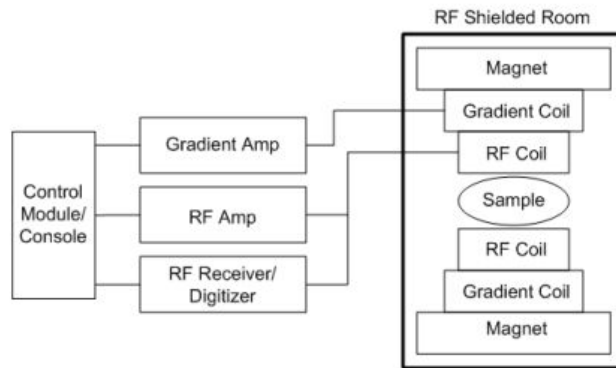 RF Shielded Room
Magnet
Gradient Coil
RF Coil
Sample
RF Coil
Gradient Coil
Magnet
Gradient Amp
RF Amp
RF Receiver/
Digitizer
Control
Module/
Console